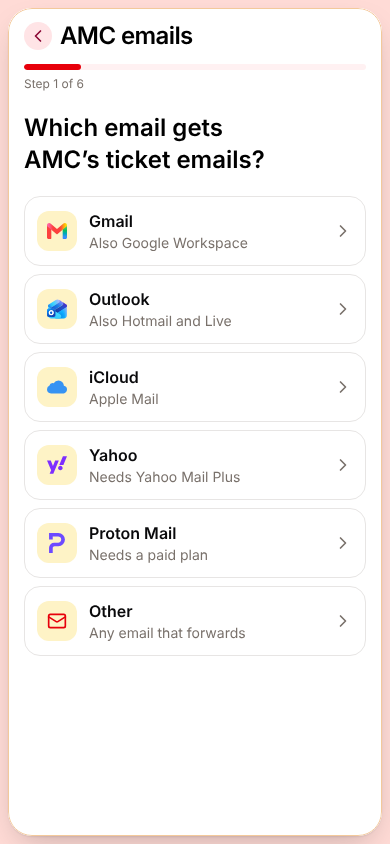 AMC emails
Step 1 of 6
Which email gets
AMC’s ticket emails?
Gmail
Also Google Workspace
Outlook
Also Hotmail and Live
iCloud
Apple Mail
Yahoo
Needs Yahoo Mail Plus
Proton Mail
Needs a paid plan
Other
Any email that forwards